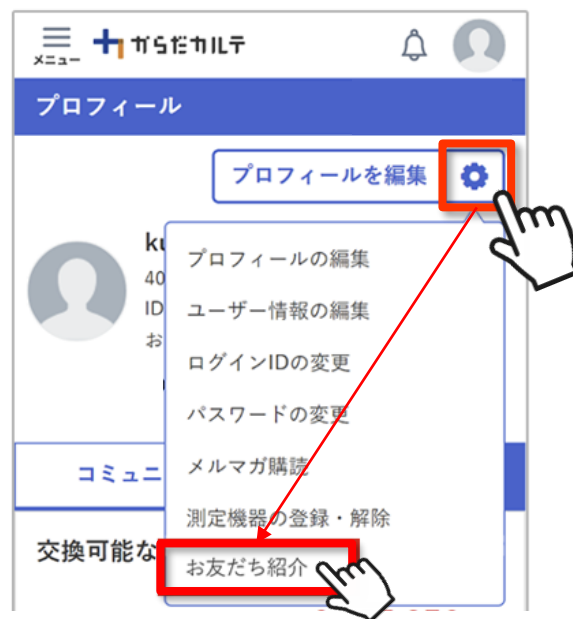 メニュー からだカルテ
プロフィール
プロフィールを編集
プロフィールの編集
40
ID ユーザー情報の編集
お
ログインIDの変更
パスワードの変更
コミュニ メルマガ購読
測定機器の登録・解除
交換可能な お友だち紹介